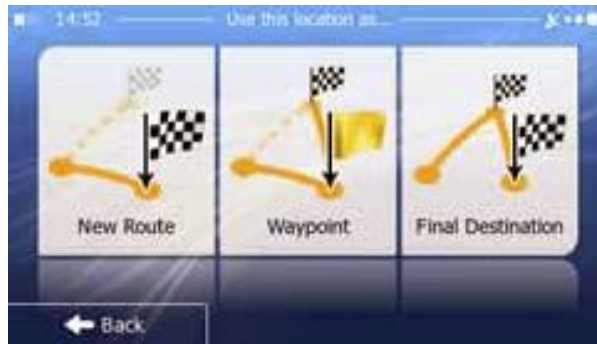 14:52 Use this location as...
New Route Waypoint Final Destination
Back